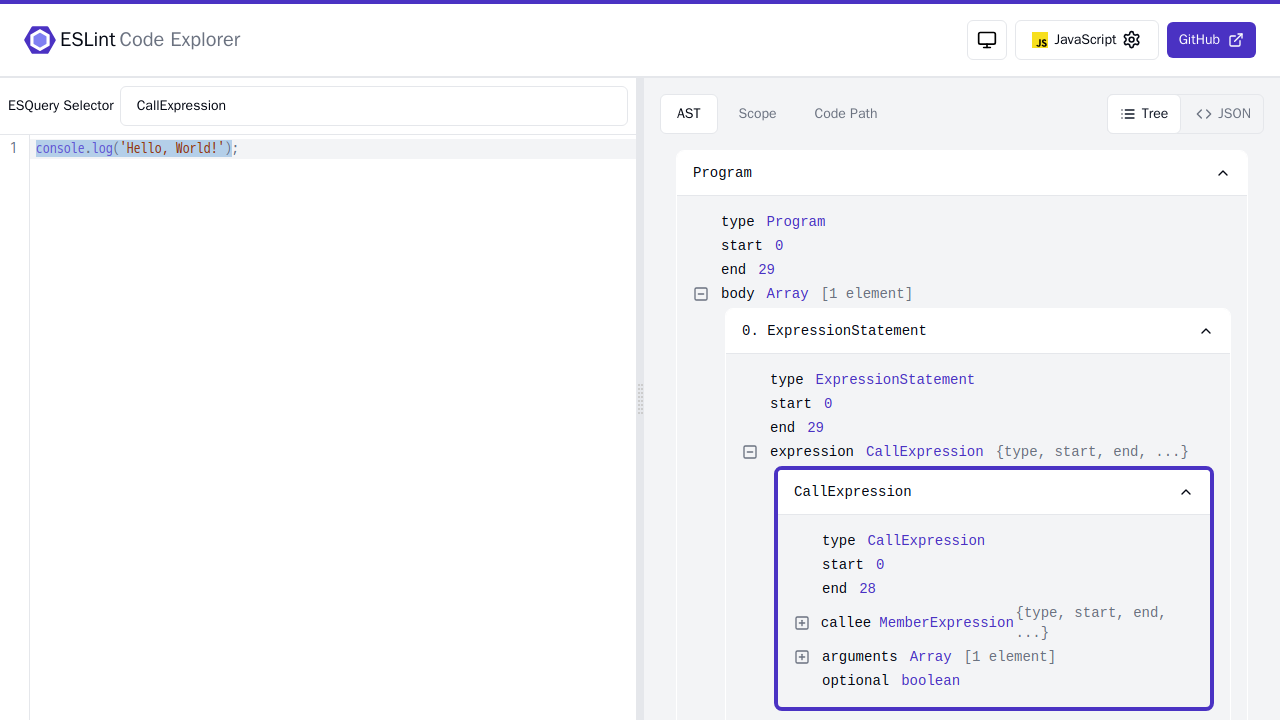 ESLint Code Explorer
JavaScript
GitHub
ESQuery Selector
CallExpression
1
console.log('Hello, World!');
AST
Scope
Code Path
Tree
JSON
Program
type Program
start 0
end 29
body Array [1 element]
0. ExpressionStatement
type ExpressionStatement
start 0
end 29
expression CallExpression {type, start, end, ...}
CallExpression
type CallExpression
start 0
end 28
callee MemberExpression {type, start, end,
...}
arguments Array [1 element]
optional boolean